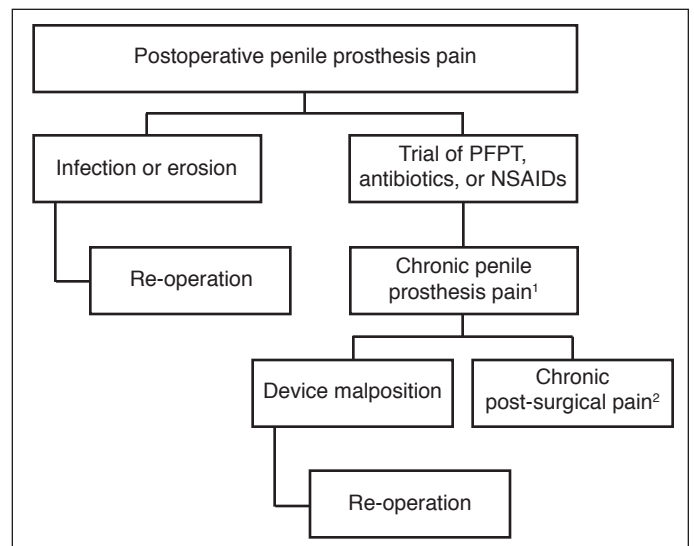 Postoperative penile prosthesis pain
Infection or erosion
Trial of PFPT,
antibiotics, or NSAIDs
Re-operation
Chronic penile
prosthesis pain¹
Device malposition
Chronic
post-surgical pain²
Re-operation